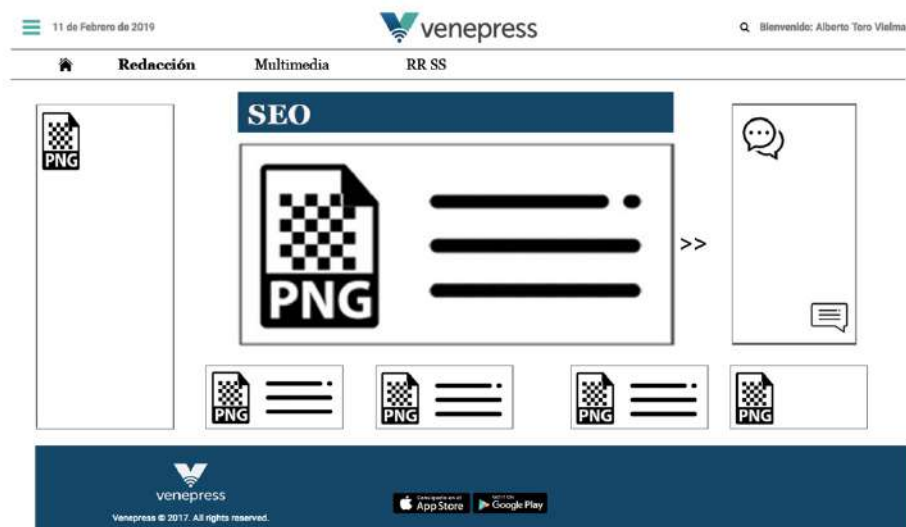 11 de Febrero de 2019
venepress
Bienvenido: Alberto Toro Vielma
Redacción Multimedia RR SS
SEO
PNG
PNG
>>
PNG PNG PNG PNG
venepress
Venepress © 2017. All rights reserved.
App Store
Google Play